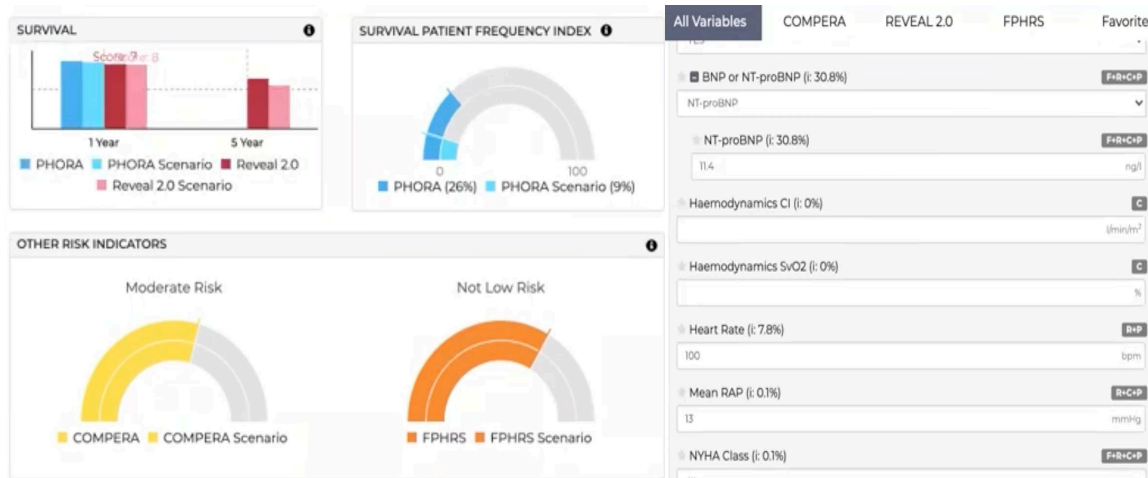 SURVIVAL
1 Year
5 Year
PHORA
PHORA Scenario
Reveal 2.0
Reveal 2.0 Scenario
SURVIVAL PATIENT FREQUENCY INDEX
0
100
PHORA (26%)
PHORA Scenario (9%)
OTHER RISK INDICATORS
Moderate Risk
Not Low Risk
COMPERA
COMPERA Scenario
FPHRS
FPHRS Scenario
All Variables
COMPERA
REVEAL 2.0
FPHRS
Favorite
BNP or NT-proBNP (i: 30.8%)
F+R+C+P
NT-proBNP
NT-proBNP (i: 30.8%)
F+R+C+P
11.4
ng/l
Haemodynamics CI (i: 0%)
C
l/min/m²
Haemodynamics SvO2 (i: 0%)
C
%
Heart Rate (i: 7.8%)
R+P
100
bpm
Mean RAP (i: 0.1%)
R+C+P
13
mmHg
NYHA Class (i: 0.1%)
F+R+C+P